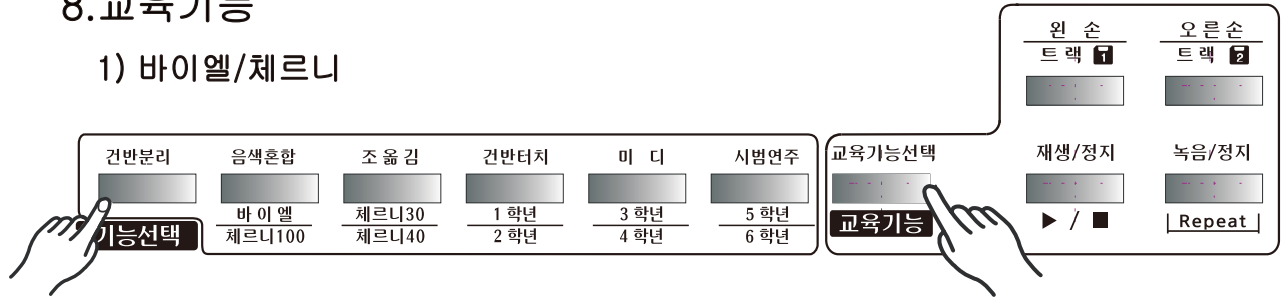 8.교육기능
1) 바이엘/체르니
왼 손 오른손
트랙 1 트랙 2
건반분리 음색혼합 조 옮 김 건반터치 미 디 시범연주 교육기능선택 재생/정지 녹음/정지
바 이 엘 체르니30 1 학년 3 학년 5 학년
기능선택 체르니100 체르니40 2 학년 4 학년 6 학년 교육기능 ▶ / ■ Repeat